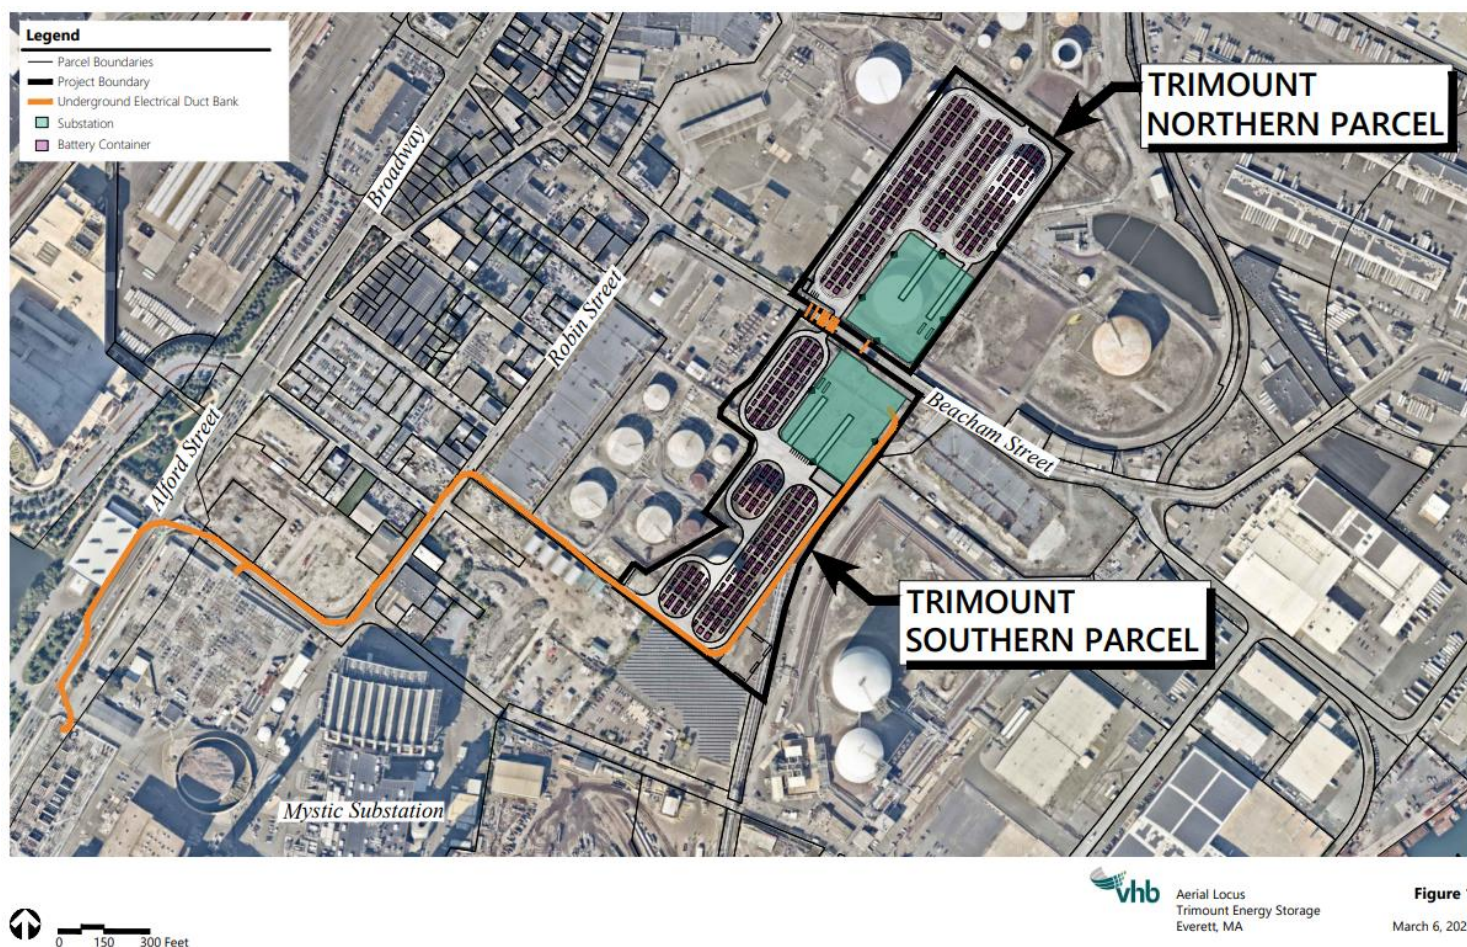 Legend
Parcel Boundaries
Project Boundary
Underground Electrical Duct Bank
Substation
Battery Container
TRIMOUNT
NORTHERN PARCEL
Broadway
Robin Street
Alford Street
Beacham Street
TRIMOUNT
SOUTHERN PARCEL
Mystic Substation
vhb
Aerial Locus
Trimount Energy Storage
Everett, MA
Figure
March 6,
0 150 300 Feet